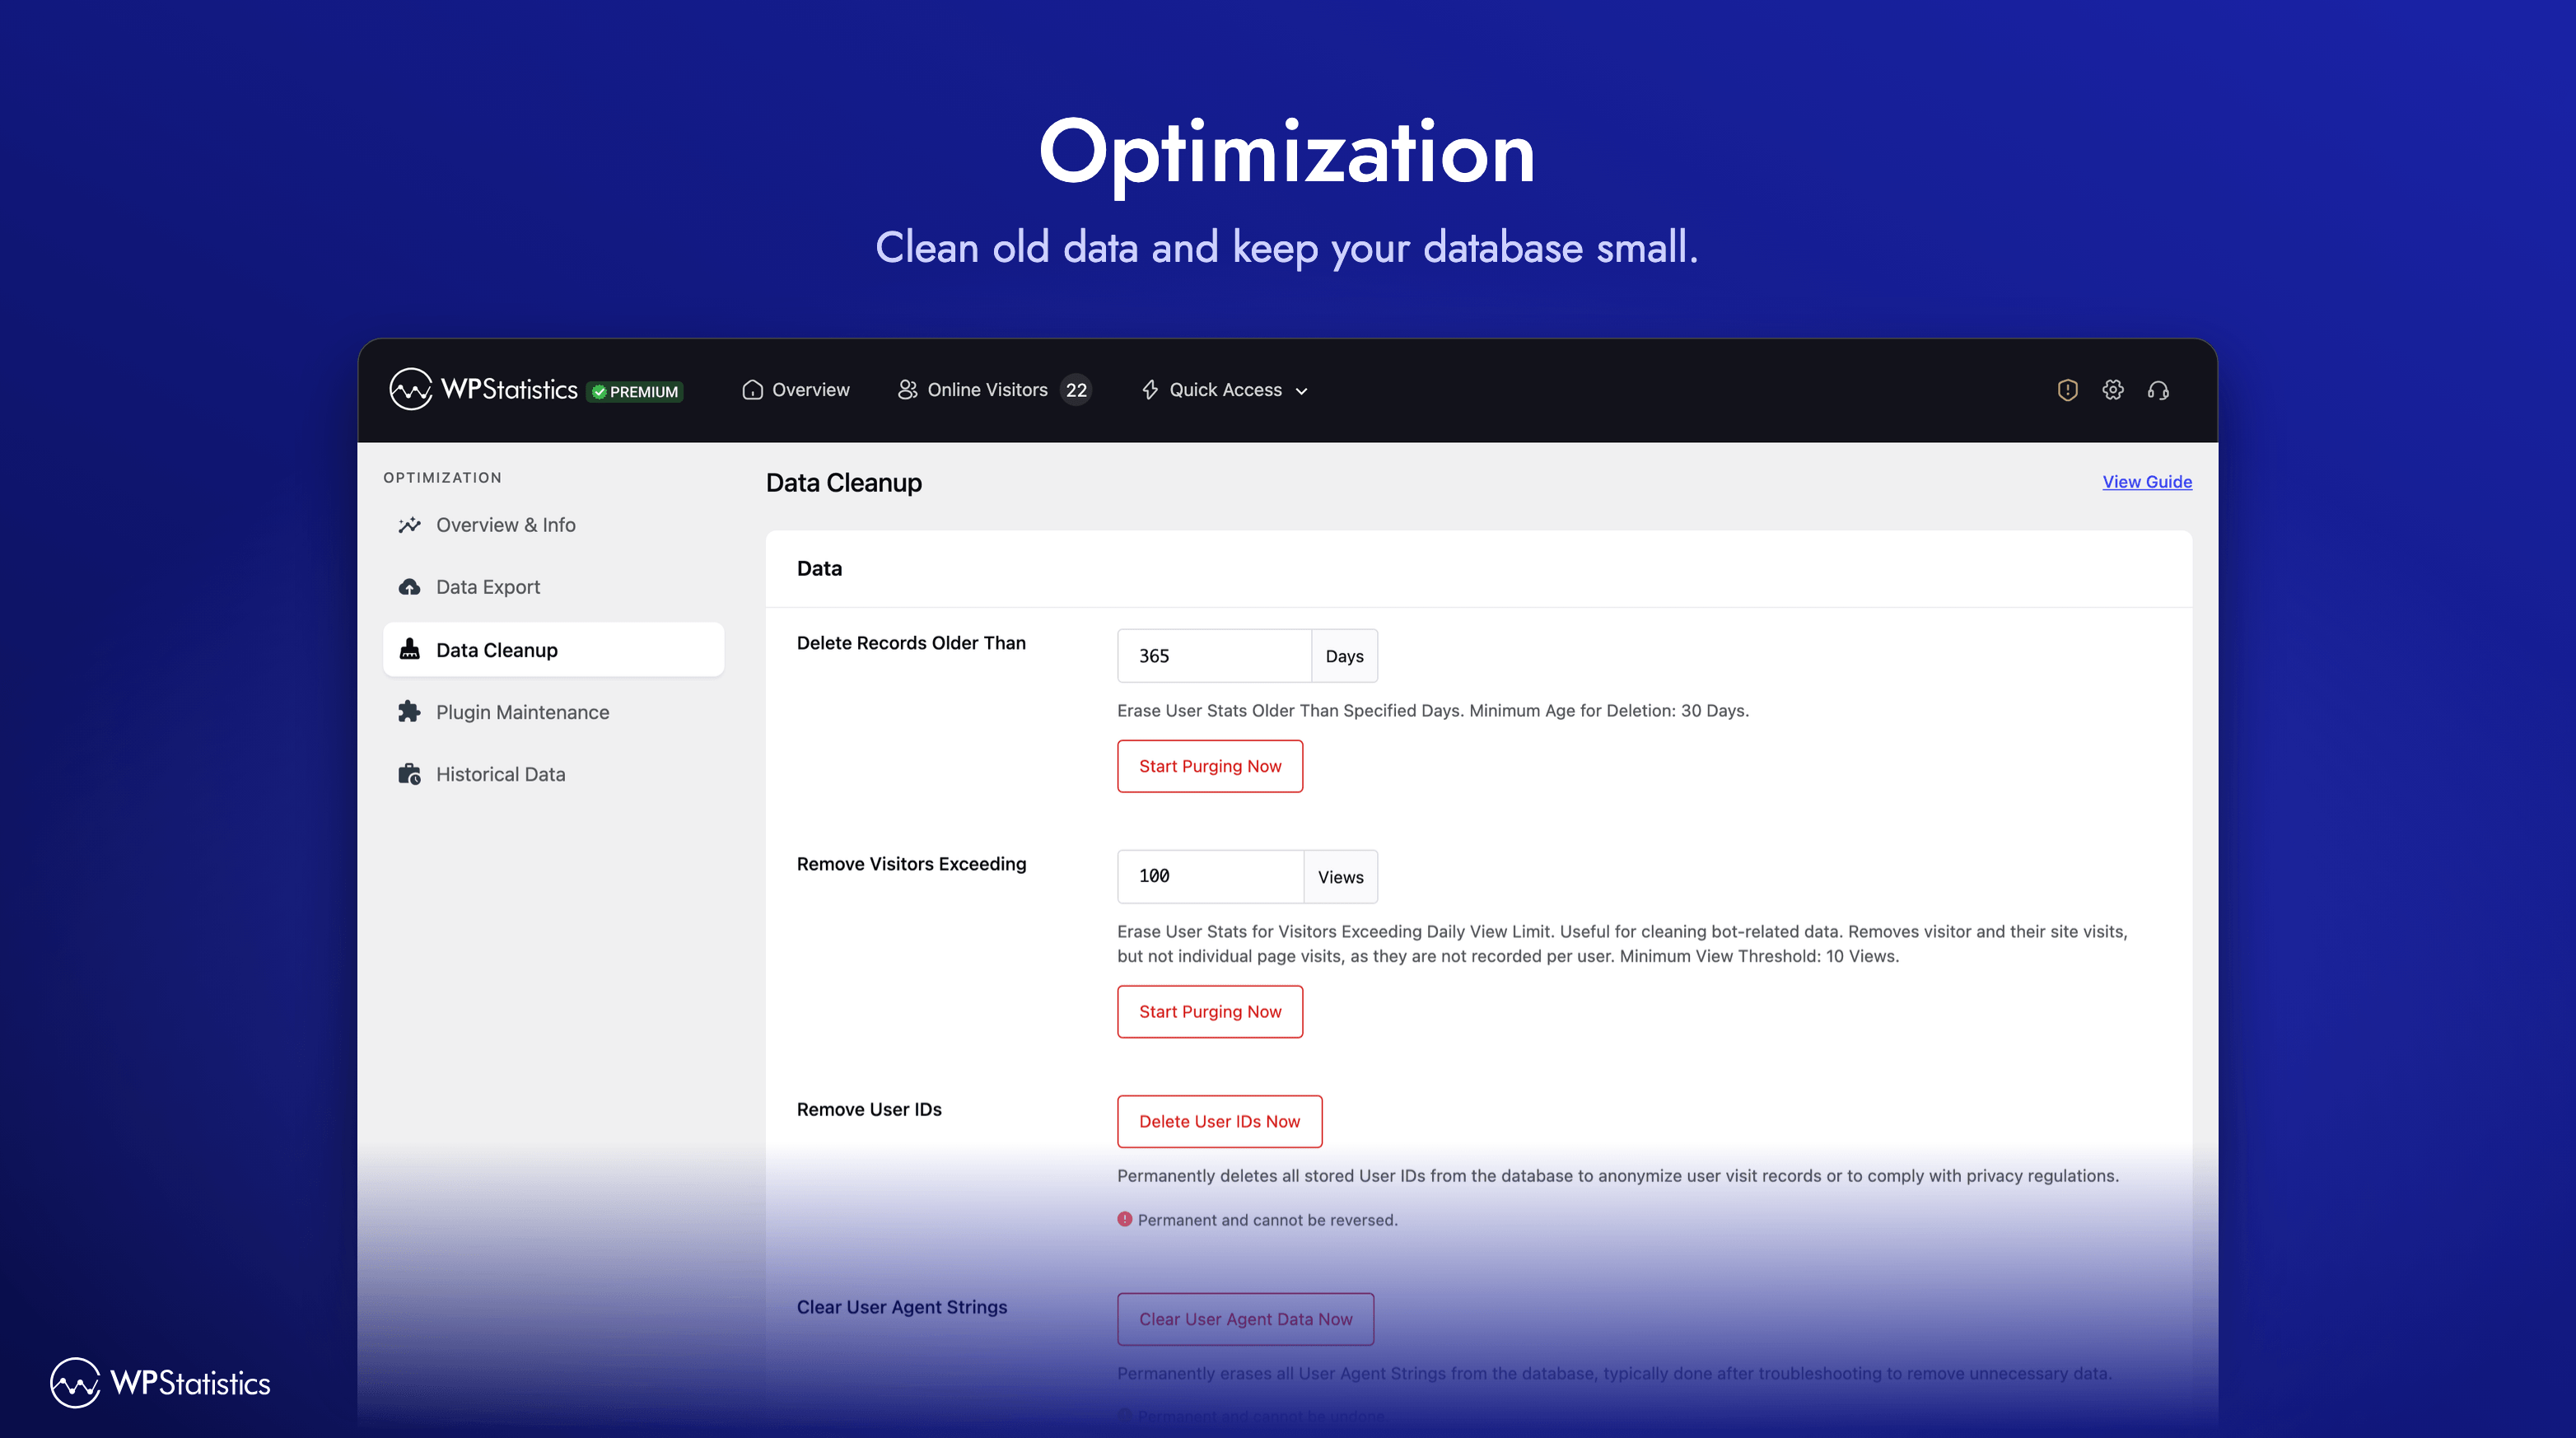 Optimization
Clean old data and keep your database small.
WPStatistics PREMIUM Overview Online Visitors 22 Quick Access
OPTIMIZATION
Overview & Info
Data Export
Data Cleanup
Plugin Maintenance
Historical Data
Data Cleanup
View Guide
Data
Delete Records Older Than
365 Days
Erase User Stats Older Than Specified Days. Minimum Age for Deletion: 30 Days.
Start Purging Now
Remove Visitors Exceeding
100 Views
Erase User Stats for Visitors Exceeding Daily View Limit. Useful for cleaning bot-related data. Removes visitor and their site visits,
but not individual page visits, as they are not recorded per user. Minimum View Threshold: 10 Views.
Start Purging Now
Remove User IDs
Delete User IDs Now
Permanently deletes all stored User IDs from the database to anonymize user visit records or to comply with privacy regulations.
Permanent and cannot be reversed.
Clear User Agent Strings
Clear User Agent Data Now
Permanently erases all User Agent Strings from the database, typically done after troubleshooting to remove unnecessary data.
Permanent and cannot be undone.
WPStatistics